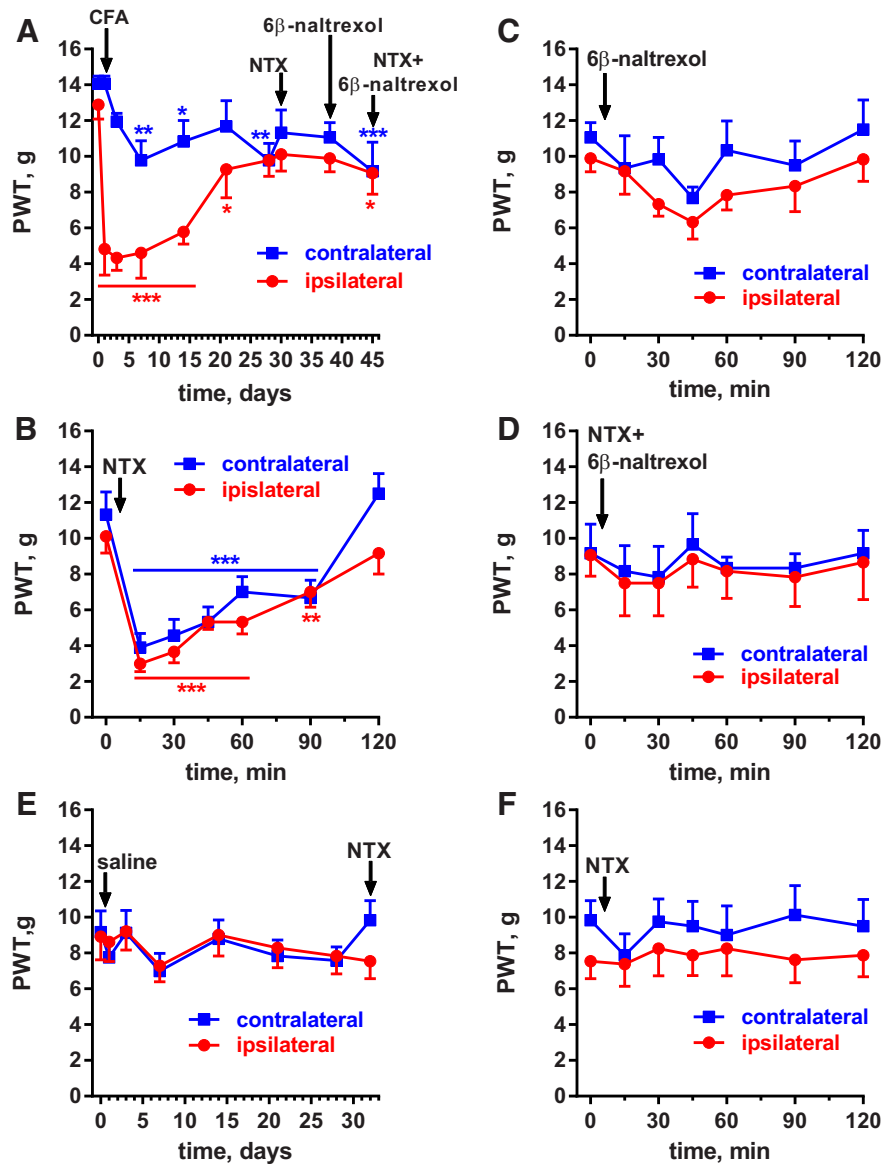 A
CFA
6β-naltrexol
NTX
NTX+
6β-naltrexol
PWT, g
16
14
12
10
8
6
4
2
0
** * ** ***
* *
***
contralateral
ipsilateral
0 5 10 15 20 25 30 35 40 45
time, days
C
6β-naltrexol
PWT, g
16
14
12
10
8
6
4
2
0
contralateral
ipsilateral
0 30 60 90 120
time, min
B
NTX
contralateral
ipislateral
PWT, g
16
14
12
10
8
6
4
2
0
***
**
***
0 30 60 90 120
time, min
D
NTX+
6β-naltrexol
PWT, g
16
14
12
10
8
6
4
2
0
contralateral
ipsilateral
0 30 60 90 120
time, min
E
saline
NTX
PWT,g
16
14
12
10
8
6
4
2
0
contralateral
ipsilateral
0 5 10 15 20 25 30
time, days
F
NTX
PWT, g
16
14
12
10
8
6
4
2
0
contralateral
ipsilateral
0 30 60 90 120
time, min